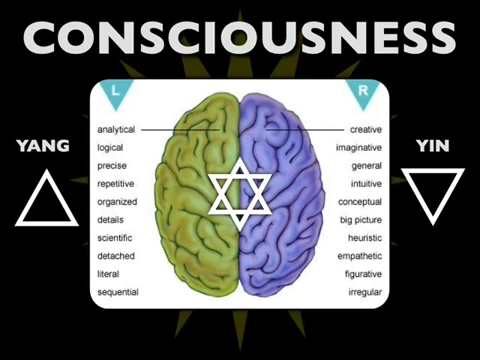 CONSCIOUSNESS
L
R
YANG
YIN
analytical
logical
precise
repetitive
organized
details
scientific
detached
literal
sequential
creative
imaginative
general
intuitive
conceptual
big picture
heuristic
empathetic
figurative
irregular